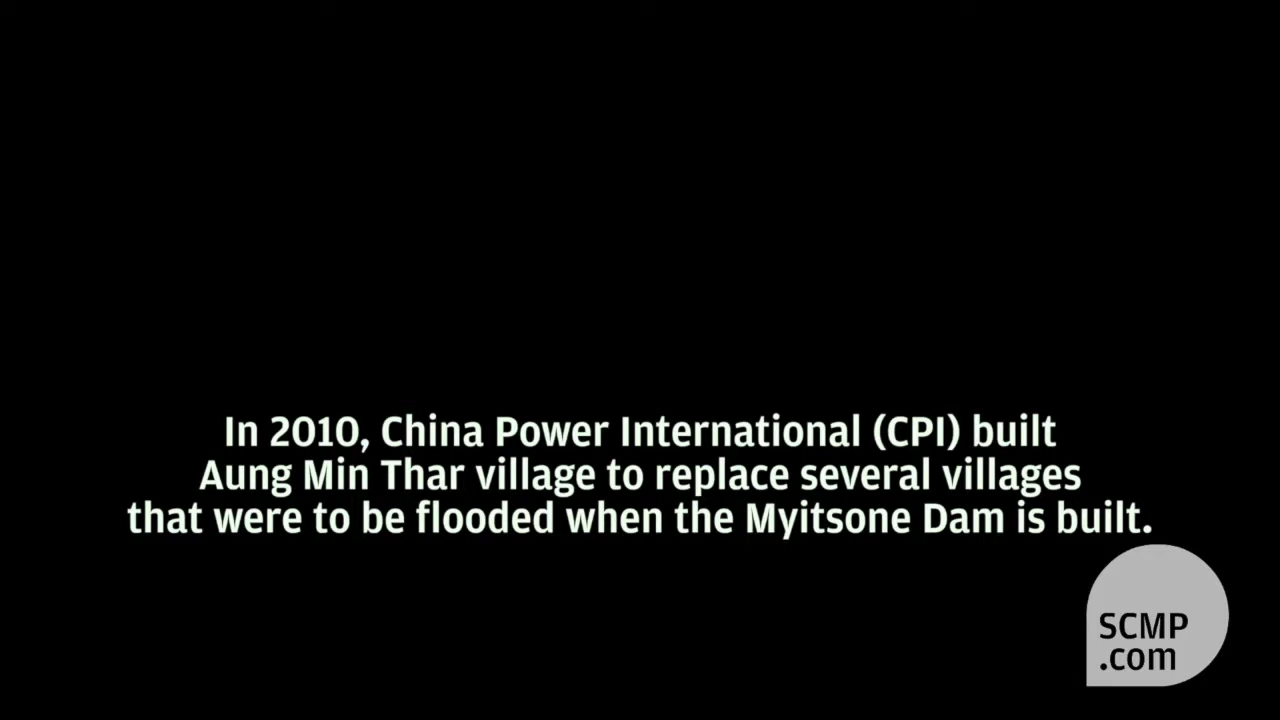 In 2010, China Power International (CPI) built
Aung Min Thar village to replace several villages
that were to be flooded when the Myitsone Dam is built.
SCMP
.com